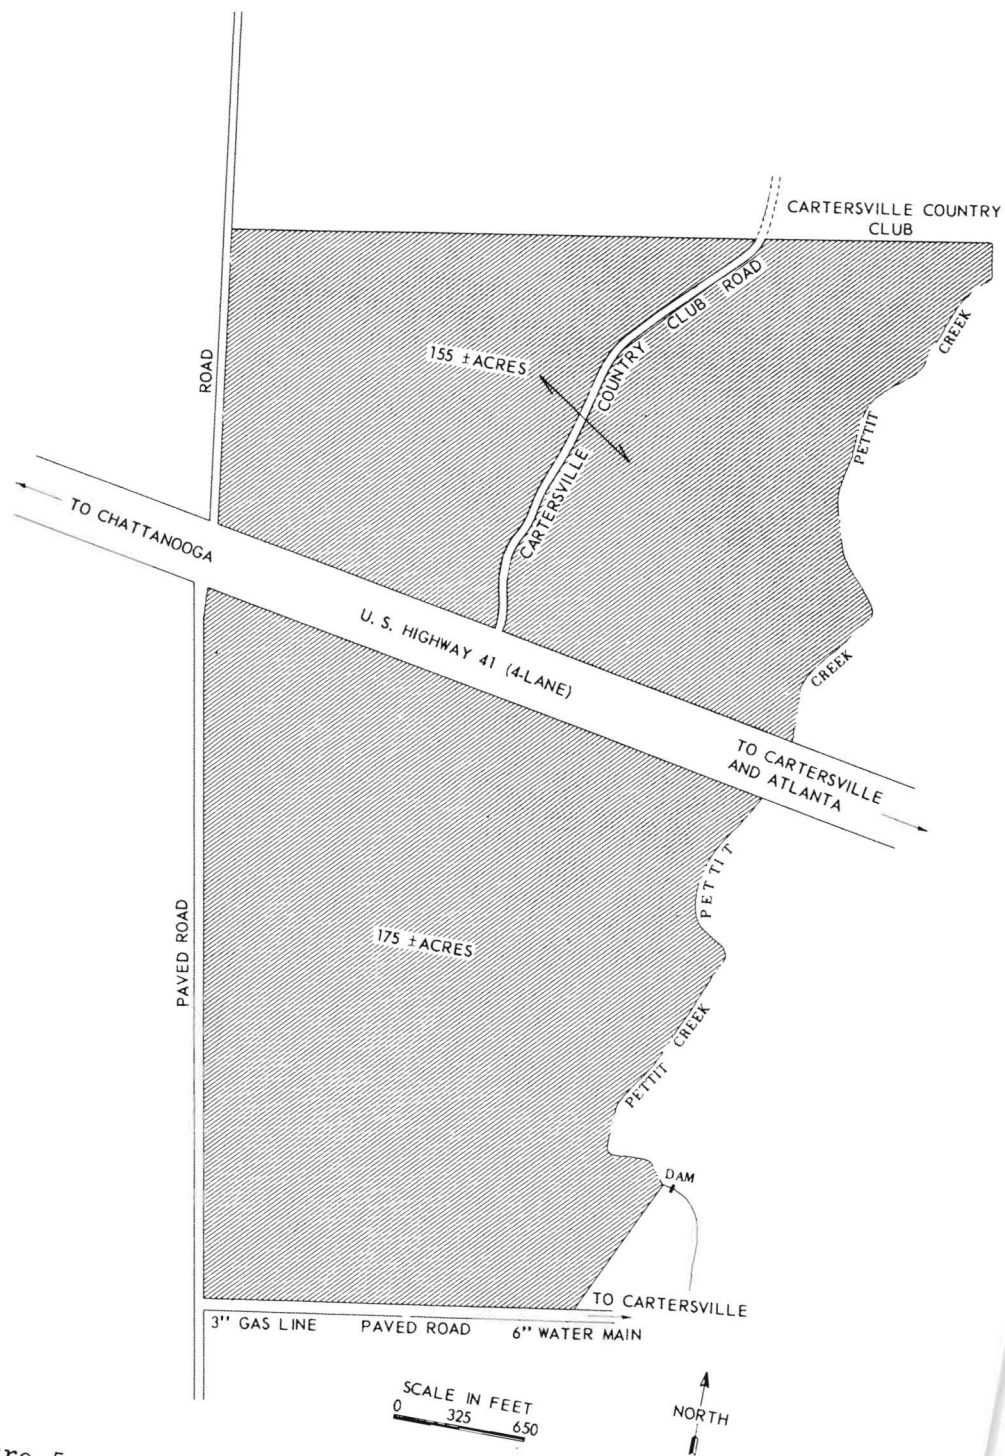 CARTERSVILLE COUNTRY
CLUB
CARTERSVILLE COUNTRY CLUB ROAD
PETTIT CREEK
155 ± ACRES
ROAD
PETTIT CREEK
TO CHATTANOOGA
U. S. HIGHWAY 41 (4-LANE)
TO CARTERSVILLE
AND ATLANTA
PETTIT
175 ± ACRES
PAVED ROAD
PETTIT CREEK
DAM
TO CARTERSVILLE
3" GAS LINE
PAVED ROAD
6" WATER MAIN
SCALE IN FEET
0 325 650
NORTH
5